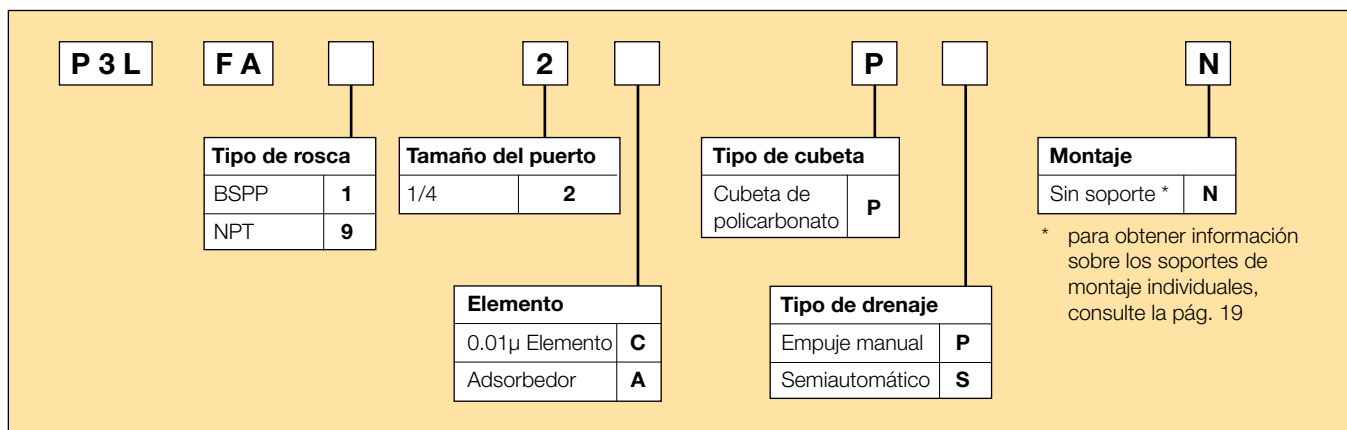 P 3 L F A 2 P N
Tipo de rosca
BSPP 1
NPT 9
Tamaño del puerto
1/4 2
Tipo de cubeta
Cubeta de
policarbonato P
Montaje
Sin soporte * N
* para obtener información
sobre los soportes de
montaje individuales,
consulte la pág. 19
Elemento
0.01µ Elemento C
Adsorbedor A
Tipo de drenaje
Empuje manual P
Semiautomático S